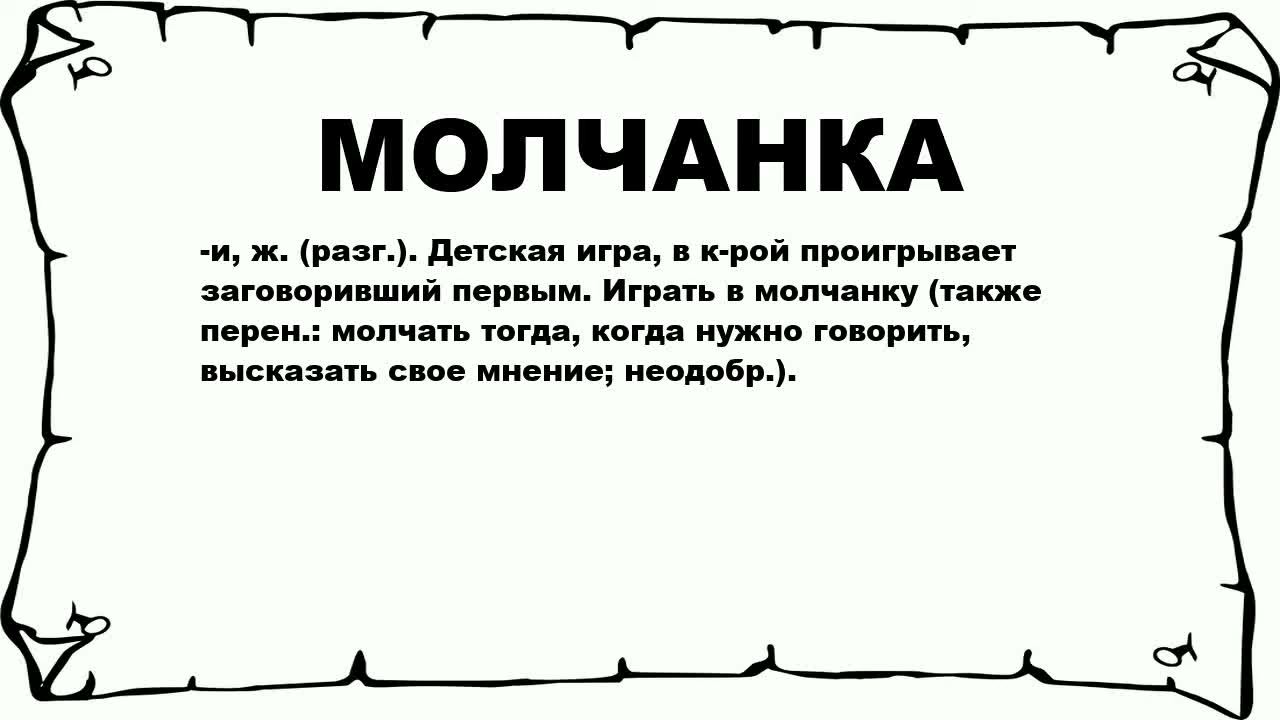 МОЛЧАНКА
-и, ж. (разг.). Детская игра, в к-рой проигрывает
заговоривший первым. Играть в молчанку (также
перен.: молчать тогда, когда нужно говорить,
высказать свое мнение; неодобр.).